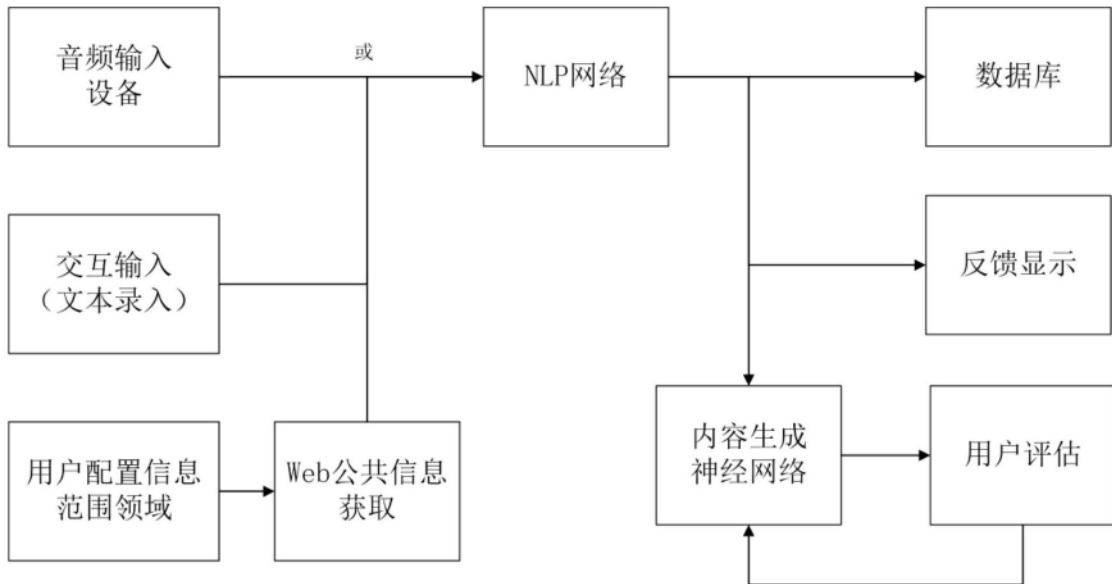 音频输入
设备
或
NLP网络
数据库
交互输入
（文本录入）
反馈显示
用户配置信息
范围领域
Web公共信息
获取
内容生成
神经网络
用户评估